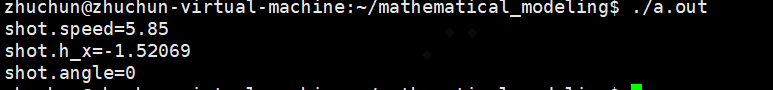 zhuchun@zhuchun-virtual-machine:~/mathematical_modeling$ ./a.out
shot.speed=5.85
shot.h_x=-1.52069
shot.angle=0